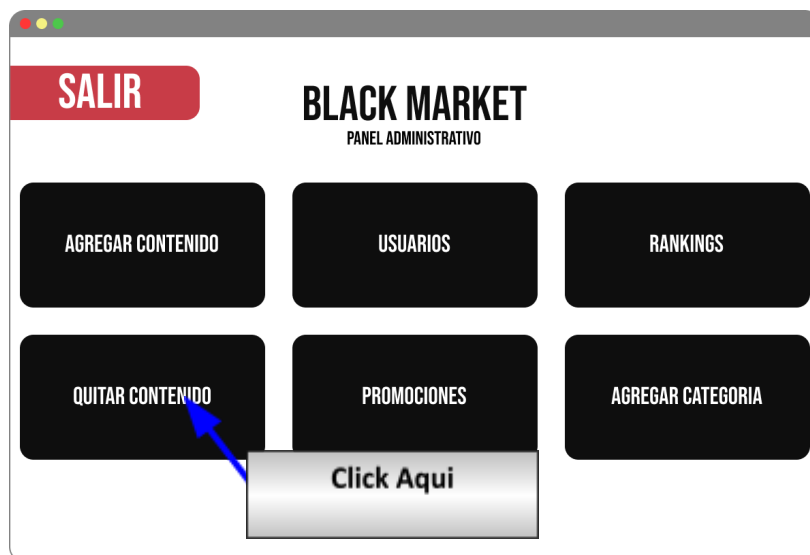 SALIR
BLACK MARKET
PANEL ADMINISTRATIVO
AGREGAR CONTENIDO
USUARIOS
RANKINGS
QUITAR CONTENIDO
PROMOCIONES
AGREGAR CATEGORIA
Click Aqui